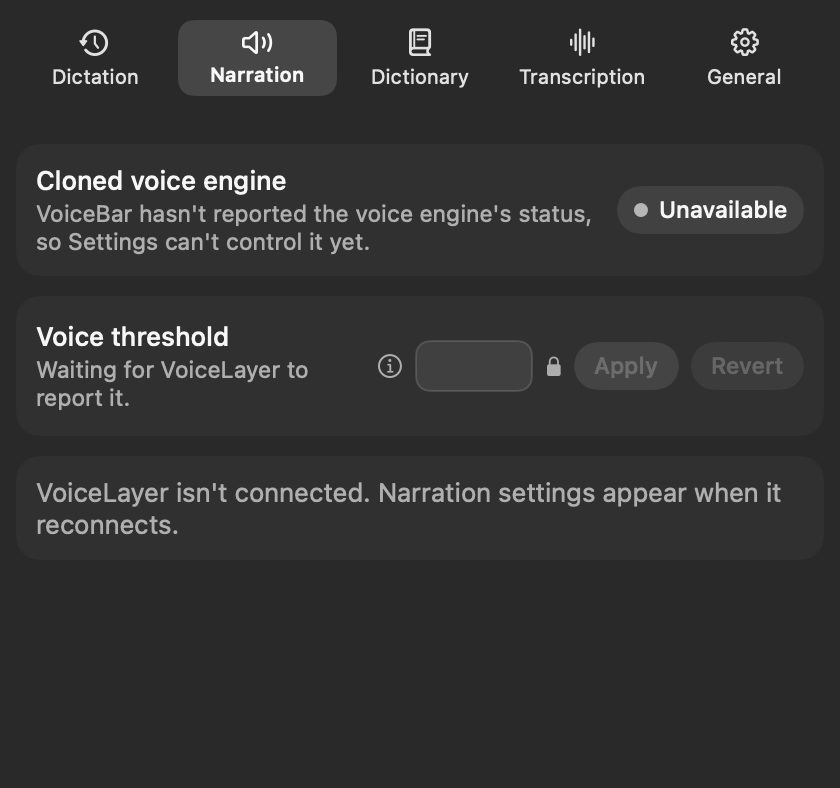 Dictation
Narration
Dictionary
Transcription
General
Cloned voice engine
VoiceBar hasn't reported the voice engine's status,
so Settings can't control it yet.
Unavailable
Voice threshold
Waiting for VoiceLayer to
report it.
Apply
Revert
VoiceLayer isn't connected. Narration settings appear when it
reconnects.